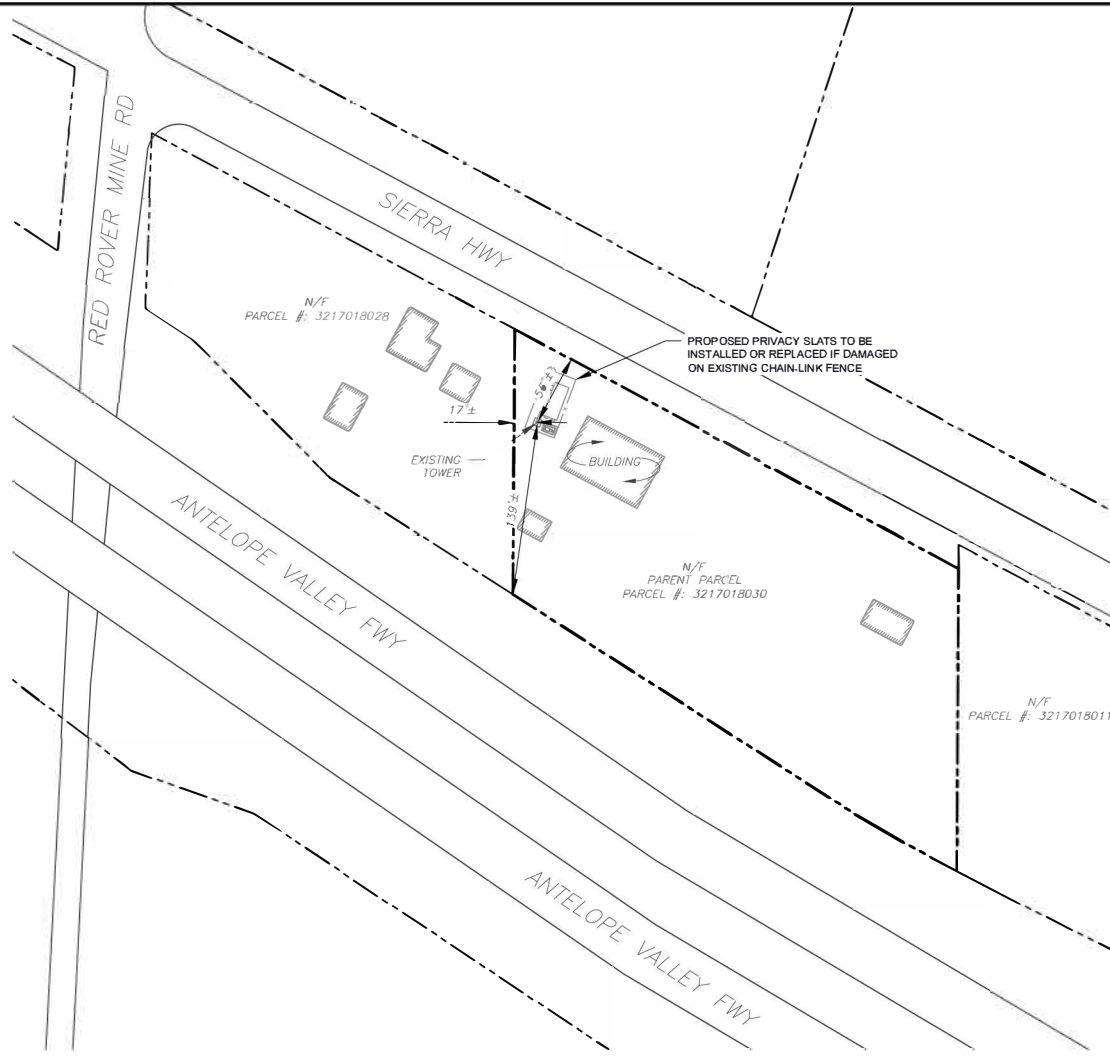 RED ROVER MINE RD
SIERRA HWY
N/F
PARCEL #: 3217018028
PROPOSED PRIVACY SLATS TO BE
INSTALLED OR REPLACED IF DAMAGED
ON EXISTING CHAIN-LINK FENCE
56'±
17'±
EXISTING
TOWER
BUILDING
139'±
ANTELOPE VALLEY FWY
N/F
PARENT PARCEL
PARCEL #: 3217018030
N/F
PARCEL #: 3217018011
ANTELOPE VALLEY FWY